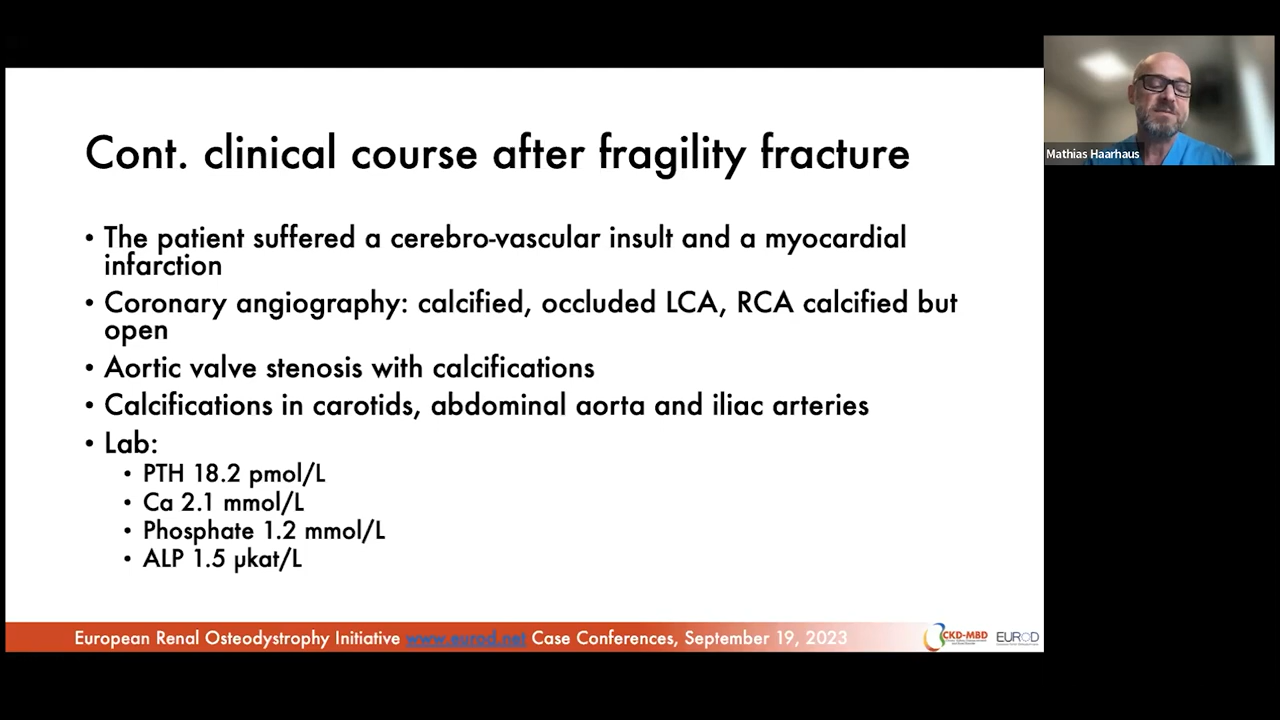 Cont. clinical course after fragility fracture
• The patient suffered a cerebro-vascular insult and a myocardial
infarction
• Coronary angiography: calcified, occluded LCA, RCA calcified but
open
• Aortic valve stenosis with calcifications
• Calcifications in carotids, abdominal aorta and iliac arteries
• Lab:
• PTH 18.2 pmol/L
• Ca 2.1 mmol/L
• Phosphate 1.2 mmol/L
• ALP 1.5 µkat/L
European Renal Osteodystrophy Initiative www.eurod.net Case Conferences, September 19, 2023
CKD-MBD
EUROD
Mathias Haarhaus